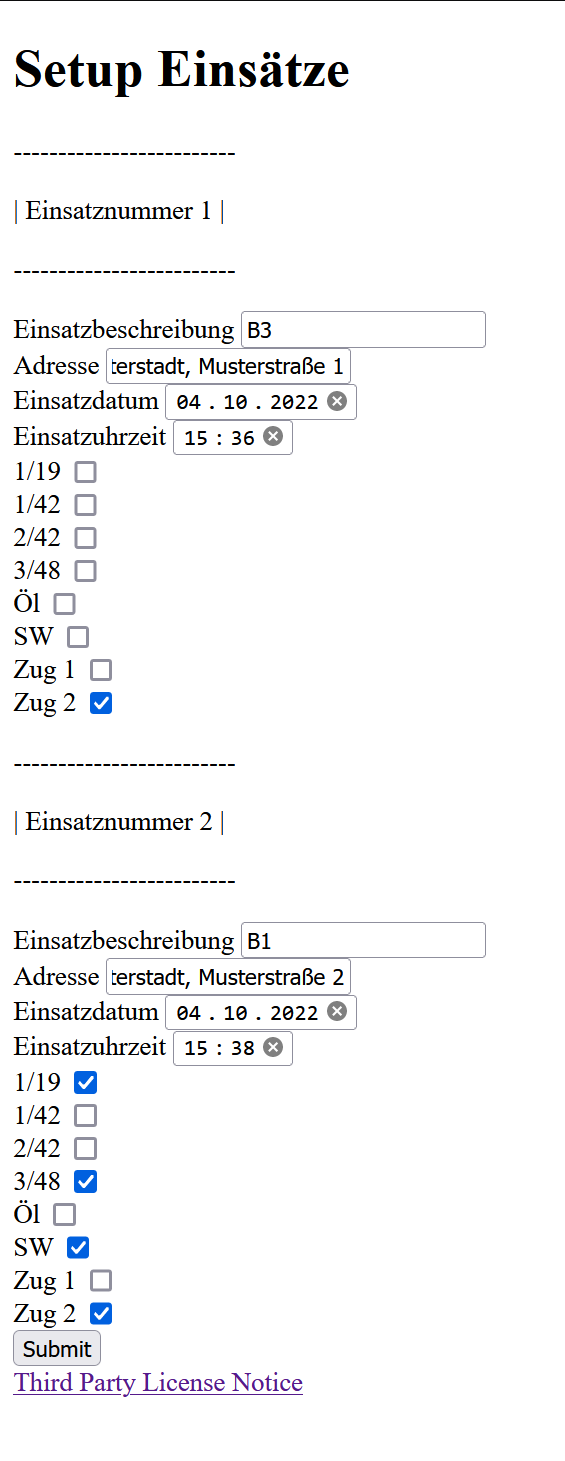 Setup Einsätze
-------------------------
| Einsatznummer 1 |
-------------------------
Einsatzbeschreibung B3
Adresse terstadt, Musterstraße 1
Einsatzdatum 04 . 10 . 2022
Einsatzuhrzeit 15 : 36
1/19
1/42
2/42
3/48
Öl
SW
Zug 1
Zug 2
-------------------------
| Einsatznummer 2 |
-------------------------
Einsatzbeschreibung B1
Adresse terstadt, Musterstraße 2
Einsatzdatum 04 . 10 . 2022
Einsatzuhrzeit 15 : 38
1/19
1/42
2/42
3/48
Öl
SW
Zug 1
Zug 2
Submit
Third Party License Notice